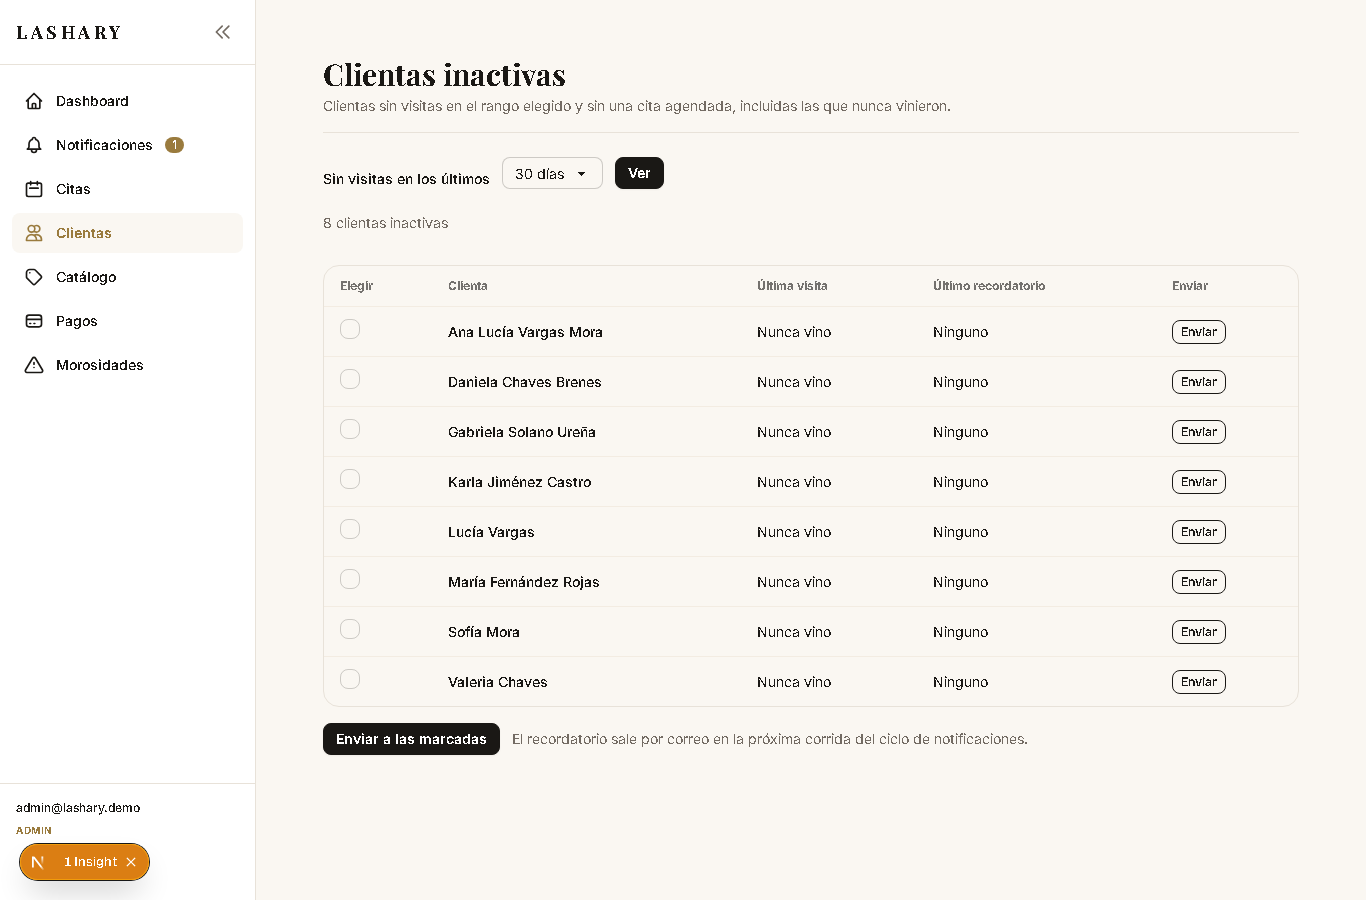 LASHARY
Dashboard
Notificaciones 1
Citas
Clientas
Catálogo
Pagos
Morosidades
admin@lashary.demo
ADMIN
1 Insight
Clientas inactivas
Clientas sin visitas en el rango elegido y sin una cita agendada, incluidas las que nunca vinieron.
Sin visitas en los últimos 30 días Ver
8 clientas inactivas
Elegir Clienta Última visita Último recordatorio Enviar
Ana Lucía Vargas Mora Nunca vino Ninguno Enviar
Daniela Chaves Brenes Nunca vino Ninguno Enviar
Gabriela Solano Ureña Nunca vino Ninguno Enviar
Karla Jiménez Castro Nunca vino Ninguno Enviar
Lucía Vargas Nunca vino Ninguno Enviar
María Fernández Rojas Nunca vino Ninguno Enviar
Sofía Mora Nunca vino Ninguno Enviar
Valeria Chaves Nunca vino Ninguno Enviar
Enviar a las marcadas El recordatorio sale por correo en la próxima corrida del ciclo de notificaciones.